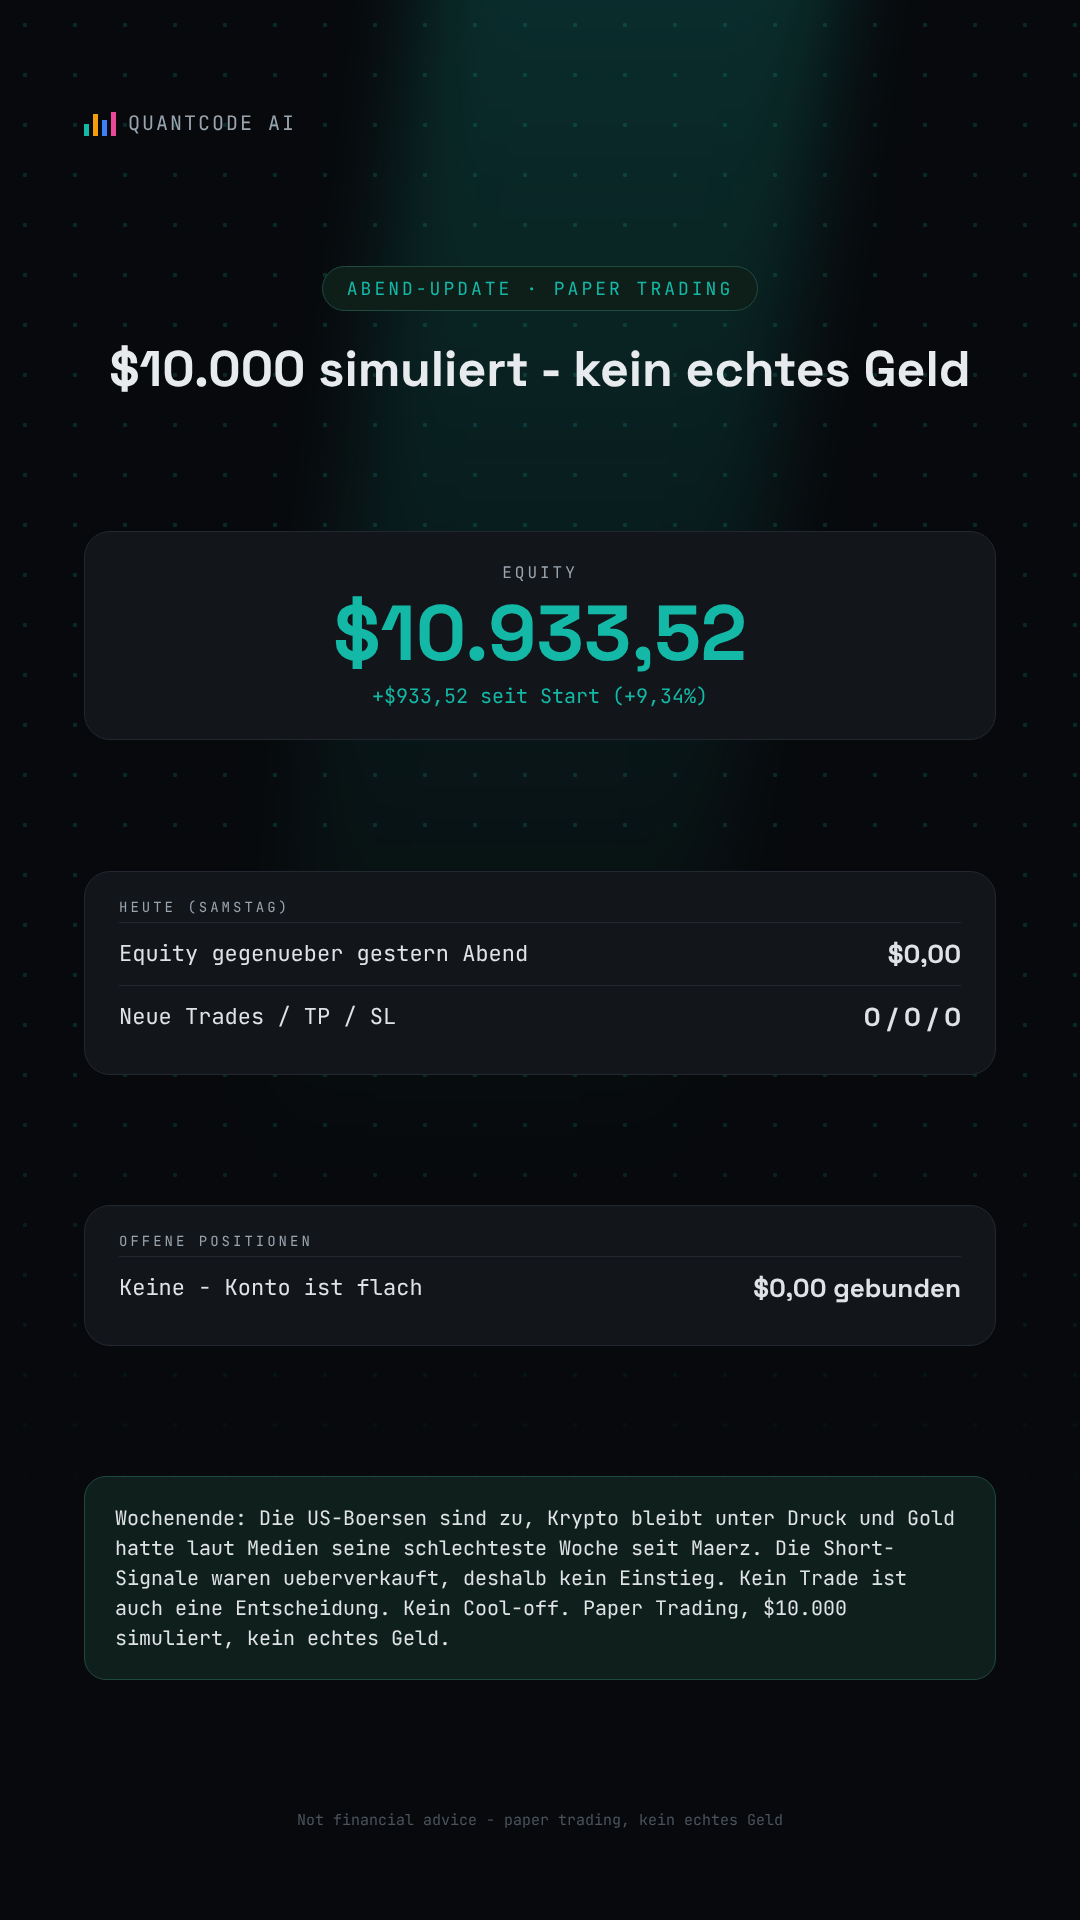 QUANTCODE AI
ABEND-UPDATE · PAPER TRADING
$10.000 simuliert - kein echtes Geld
EQUITY
$10.933,52
+$933,52 seit Start (+9,34%)
HEUTE (SAMSTAG)
Equity gegenueber gestern Abend $0,00
Neue Trades / TP / SL 0 / 0 / 0
OFFENE POSITIONEN
Keine - Konto ist flach $0,00 gebunden
Wochenende: Die US-Boersen sind zu, Krypto bleibt unter Druck und Gold
hatte laut Medien seine schlechteste Woche seit Maerz. Die Short-
Signale waren ueberverkauft, deshalb kein Einstieg. Kein Trade ist
auch eine Entscheidung. Kein Cool-off. Paper Trading, $10.000
simuliert, kein echtes Geld.
Not financial advice - paper trading, kein echtes Geld